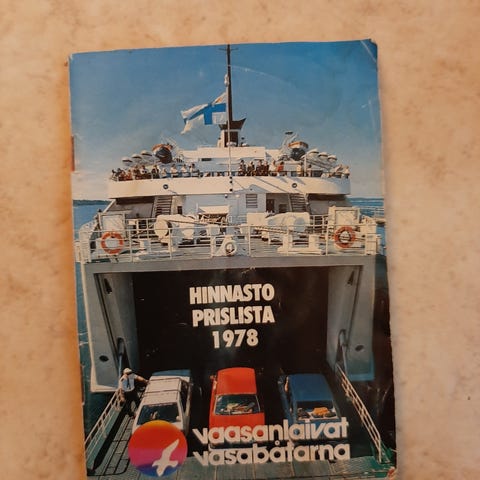 HINNASTO
PRISLISTA
1978
vaasanlaivat
vasabåtarna